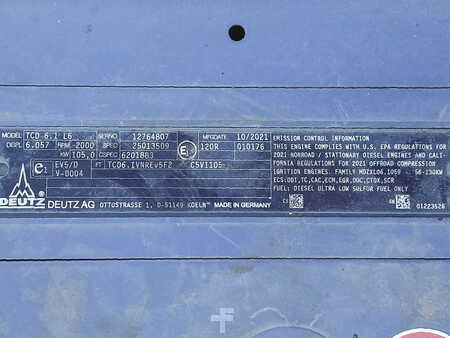 MODEL TCD 6.1 L6 SERNO 12764807 MFGDATE 10/2021
DISPL 6.057 RPM 2000 SPEC 25013509 120R 010176
KW 105,0 CSPEC 6201883
e1 EV5/D FT TCD6.1VNREV5F2 C5V1105
V-0004
DEUTZ DEUTZ AG OTTOSTRASSE 1, D-51149 KOELN MADE IN GERMANY
EMISSION CONTROL INFORMATION
THIS ENGINE COMPLIES WITH U.S. EPA REGULATIONS FOR
2021 NONROAD / STATIONARY DIESEL ENGINES AND CALI-
FORNIA REGULATIONS FOR 2021 OFFROAD COMPRESSION
IGNITION ENGINES. FAMILY MDZXL06.1059 56-130KW
ECS:DDI,TC,CAC,ECM,EGR,DOC,CTOX,SCR
FUEL: DIESEL ULTRA LOW SULFUR FUEL ONLY
01223526